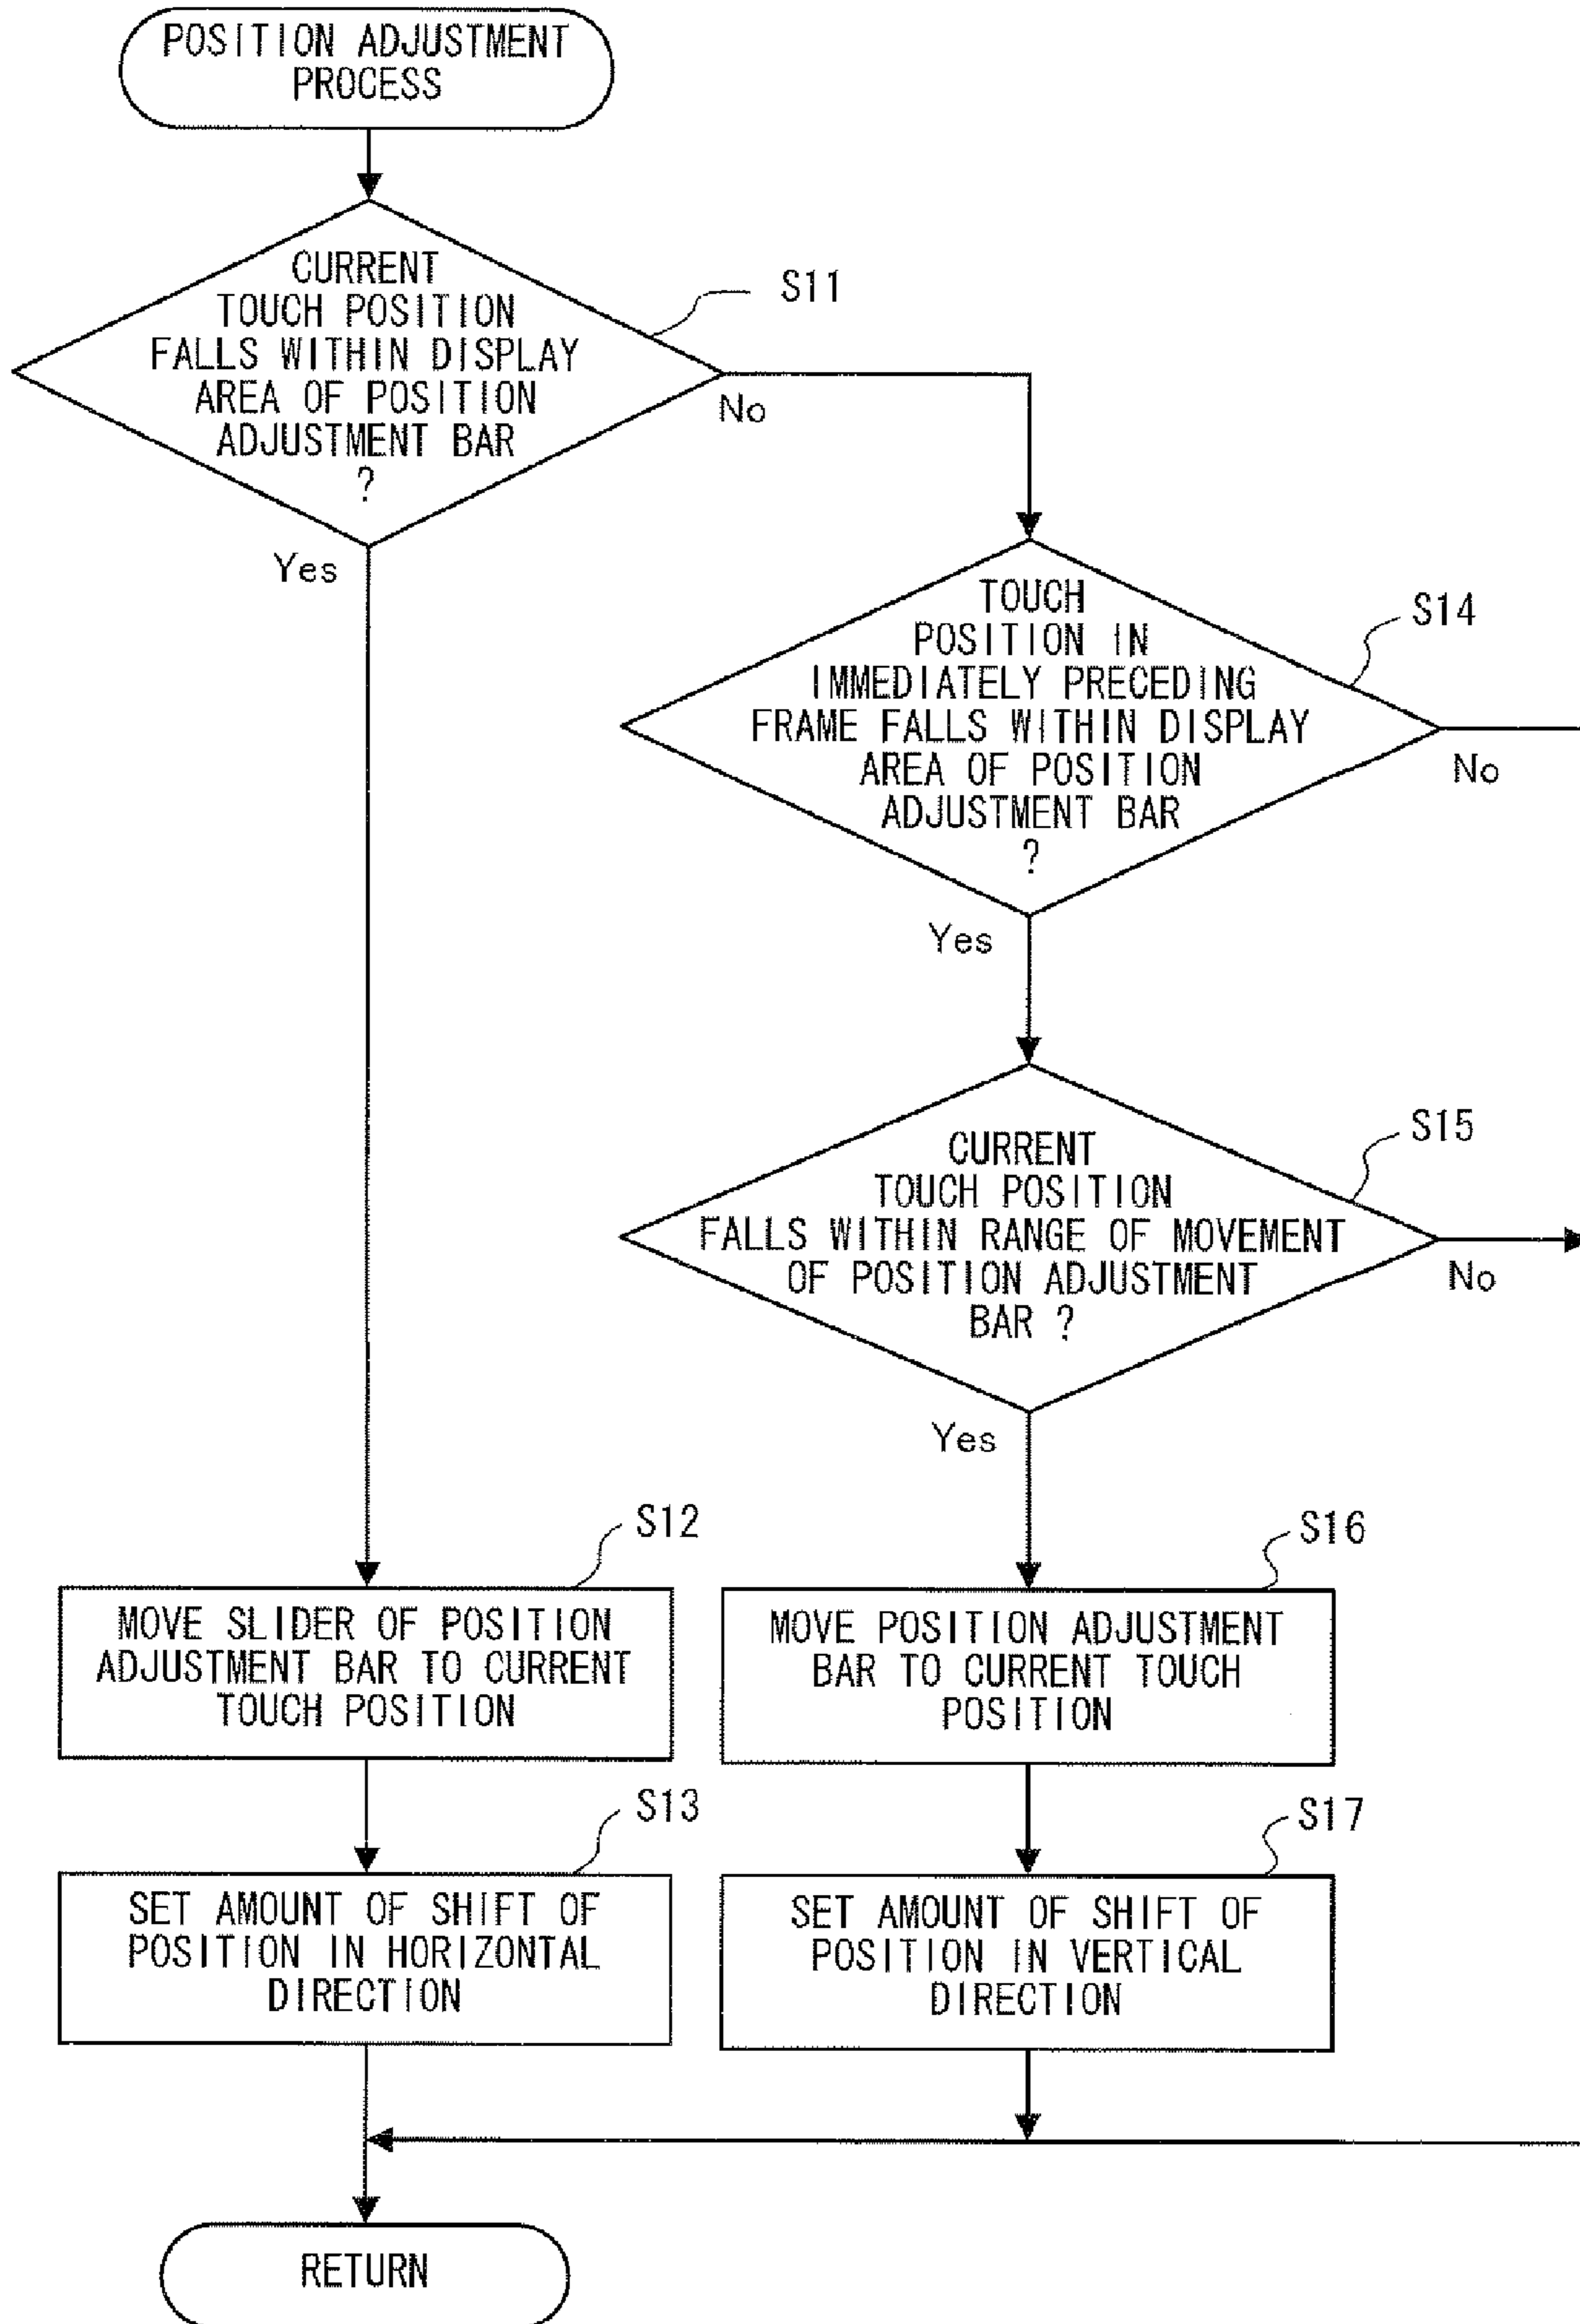 POSITION ADJUSTMENT
PROCESS
CURRENT
TOUCH POSITION
FALLS WITHIN DISPLAY
AREA OF POSITION
ADJUSTMENT BAR
?
S11
No
Yes
TOUCH
POSITION IN
IMMEDIATELY PRECEDING
FRAME FALLS WITHIN DISPLAY
AREA OF POSITION
ADJUSTMENT BAR
?
S14
No
Yes
CURRENT
TOUCH POSITION
FALLS WITHIN RANGE OF MOVEMENT
OF POSITION ADJUSTMENT
BAR ?
S15
No
Yes
S12
MOVE SLIDER OF POSITION
ADJUSTMENT BAR TO CURRENT
TOUCH POSITION
S16
MOVE POSITION ADJUSTMENT
BAR TO CURRENT TOUCH
POSITION
S13
SET AMOUNT OF SHIFT OF
POSITION IN HORIZONTAL
DIRECTION
S17
SET AMOUNT OF SHIFT OF
POSITION IN VERTICAL
DIRECTION
RETURN